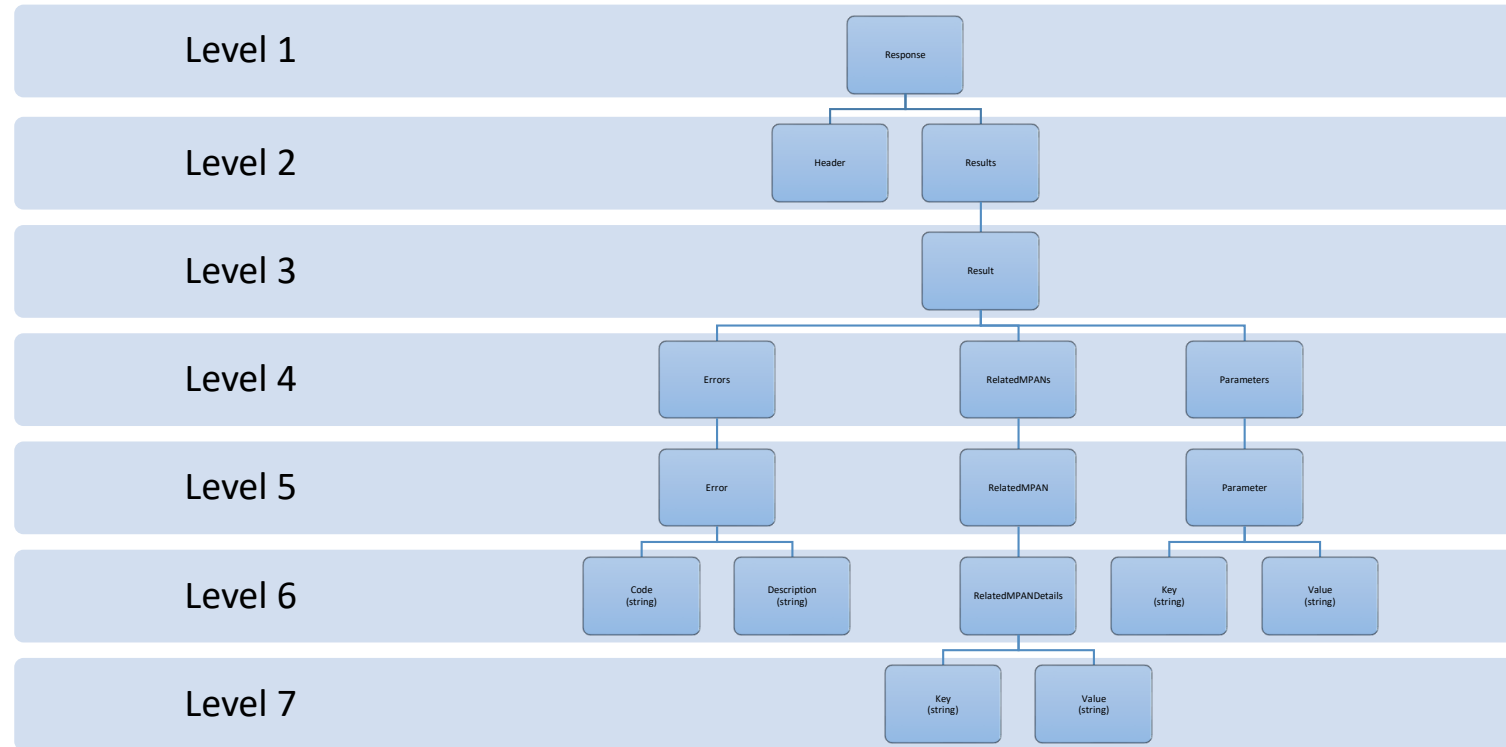 Level 1
Response
Level 2
Header
Results
Level 3
Result
Level 4
Errors
RelatedMPANs
Parameters
Level 5
Error
RelatedMPAN
Parameter
Level 6
Code
(string)
Description
(string)
RelatedMPANDetails
Key
(string)
Value
(string)
Level 7
Key
(string)
Value
(string)